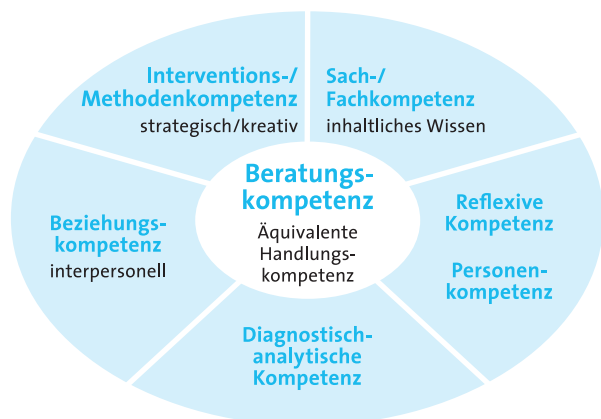 Interventions-/
Methodenkompetenz
strategisch/kreativ
Sach-/
Fachkompetenz
inhaltliches Wissen
Beratungs-
kompetenz
Äquivalente
Handlungs-
kompetenz
Beziehungs-
kompetenz
interpersonell
Reflexive
Kompetenz
Personen-
kompetenz
Diagnostisch-
analytische
Kompetenz